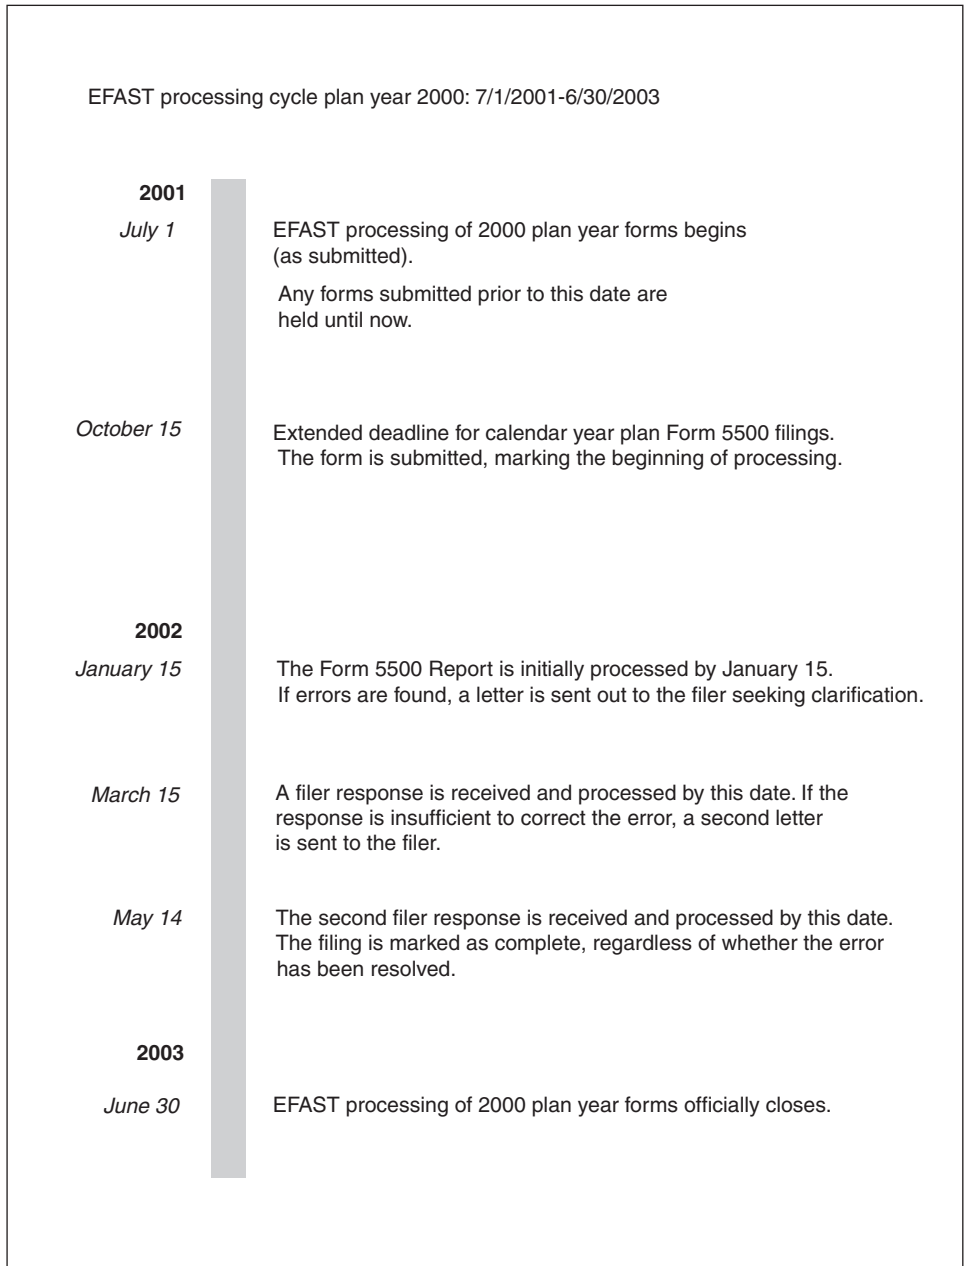 EFAST processing cycle plan year 2000: 7/1/2001-6/30/2003
2001
July 1
EFAST processing of 2000 plan year forms begins
(as submitted).
Any forms submitted prior to this date are
held until now.
October 15
Extended deadline for calendar year plan Form 5500 filings.
The form is submitted, marking the beginning of processing.
2002
January 15
The Form 5500 Report is initially processed by January 15.
If errors are found, a letter is sent out to the filer seeking clarification.
March 15
A filer response is received and processed by this date. If the
response is insufficient to correct the error, a second letter
is sent to the filer.
May 14
The second filer response is received and processed by this date.
The filing is marked as complete, regardless of whether the error
has been resolved.
2003
June 30
EFAST processing of 2000 plan year forms officially closes.